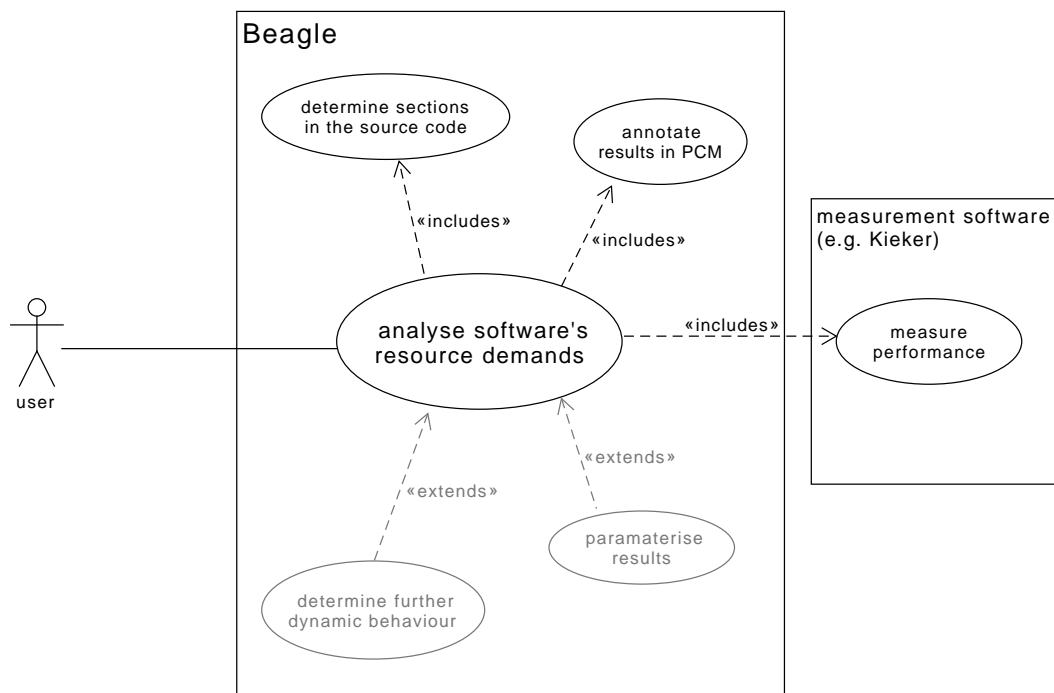 Beagle
determine sections
in the source code
annotate
results in PCM
«includes»
«includes»
measurement software
(e.g. Kieker)
analyse software's
resource demands
«includes»
measure
performance
user
«extends»
«extends»
paramaterise
results
determine further
dynamic behaviour